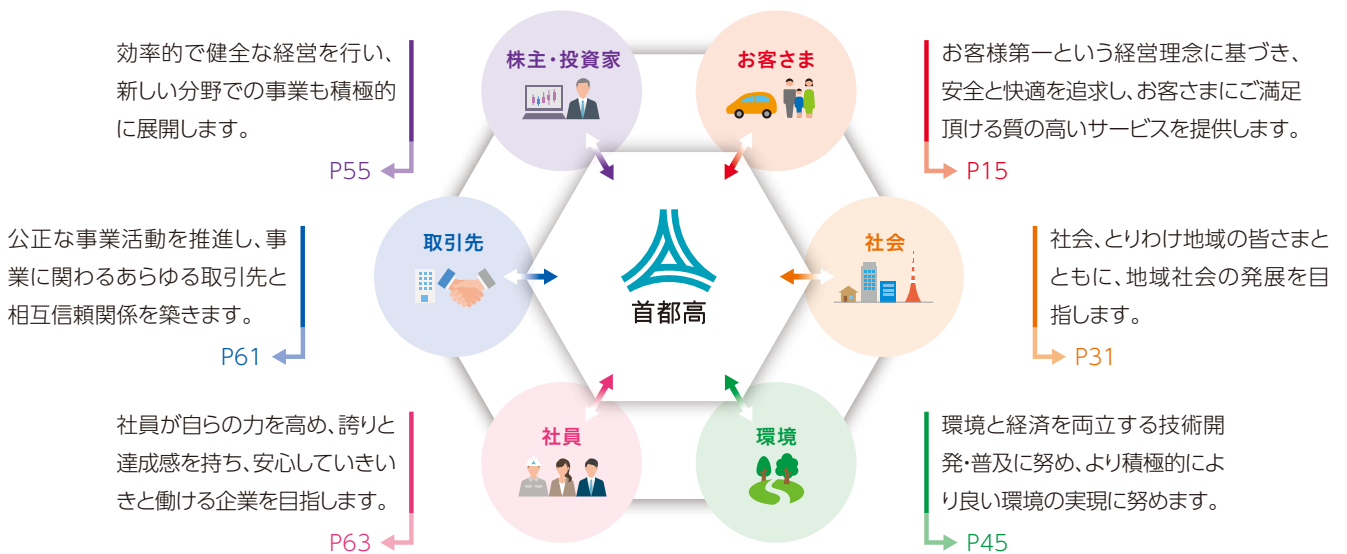 株主・投資家
効率的で健全な経営を行い、
新しい分野での事業も積極的
に展開します。
P55
お客さま
お客様第一という経営理念に基づき、
安全と快適を追求し、お客さまにご満足
頂ける質の高いサービスを提供します。
P15
取引先
公正な事業活動を推進し、事
業に関わるあらゆる取引先と
相互信頼関係を築きます。
P61
首都高
社会
社会、とりわけ地域の皆さまと
ともに、地域社会の発展を目
指します。
P31
社員
社員が自らの力を高め、誇りと
達成感を持ち、安心していきい
きと働ける企業を目指します。
P63
環境
環境と経済を両立する技術開
発・普及に努め、より積極的によ
り良い環境の実現に努めます。
P45